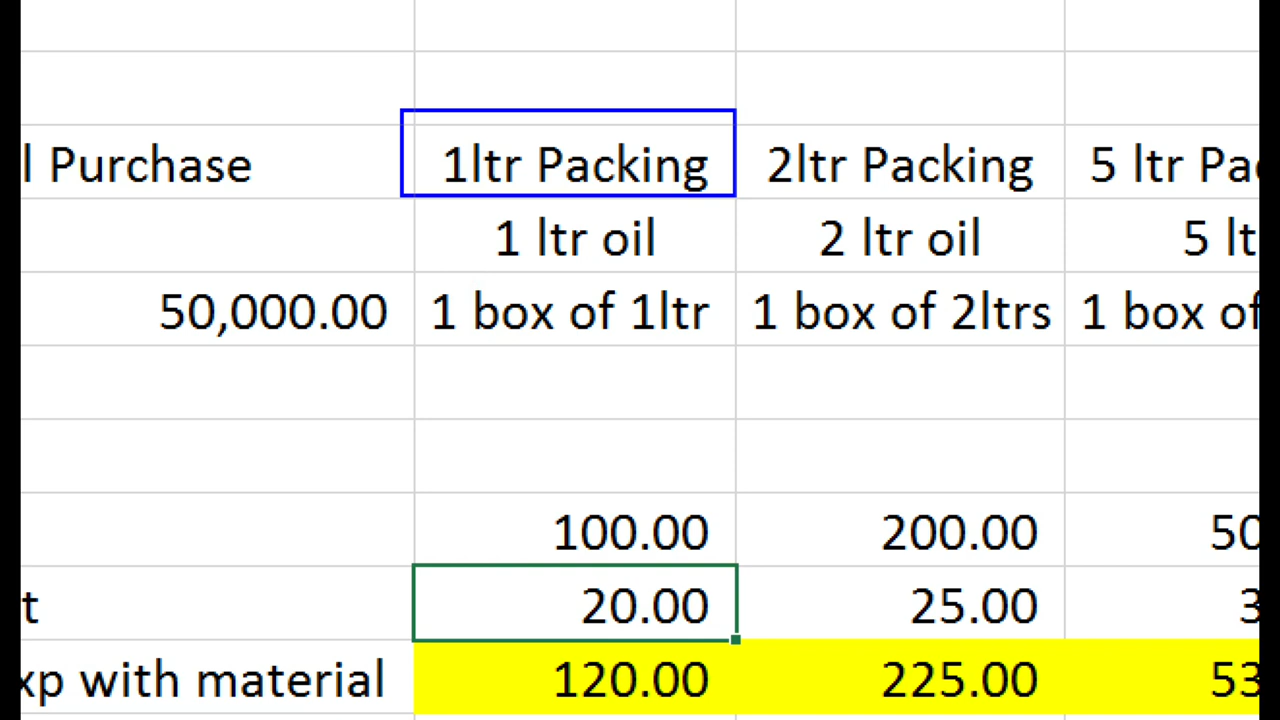 l Purchase 1ltr Packing 2ltr Packing 5 ltr Pac
1 ltr oil 2 ltr oil 5 lt
50,000.00 1 box of 1ltr 1 box of 2ltrs 1 box of
100.00 200.00 50
t 20.00 25.00 3
xp with material 120.00 225.00 53